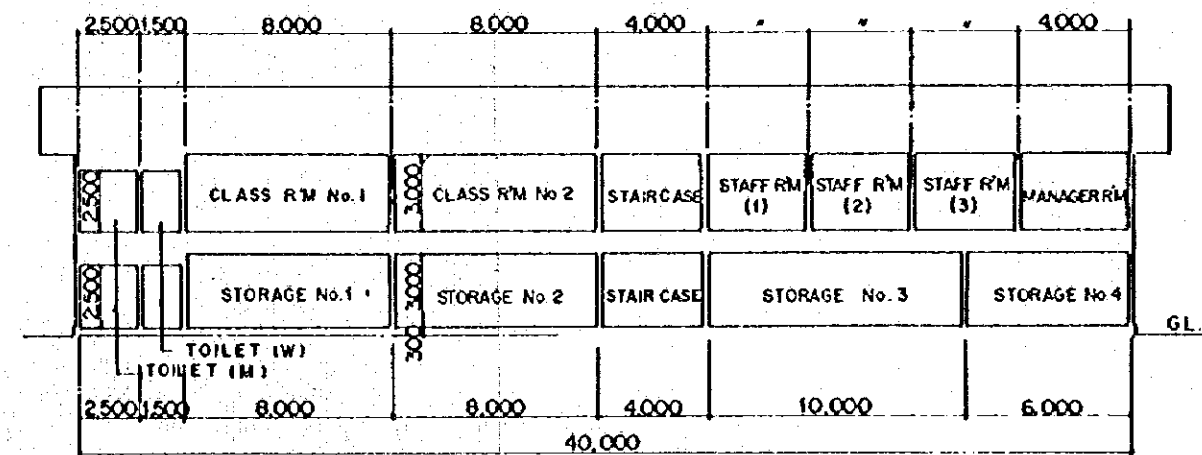 2,500 1,500 8,000 8,000 4,000 〃 〃 〃 4,000
2,500 CLASS R'M No.1 3,000 CLASS R'M No 2 STAIRCASE STAFF R'M (1) STAFF R'M (2) STAFF R'M (3) MANAGER R'M
2,500 STORAGE No.1 3,000 STORAGE No. 2 STAIR CASE STORAGE No. 3 STORAGE No.4
300 GL.
TOILET (W)
TOILET (M)
2,500 1,500 8,000 8,000 4,000 10,000 6,000
40,000